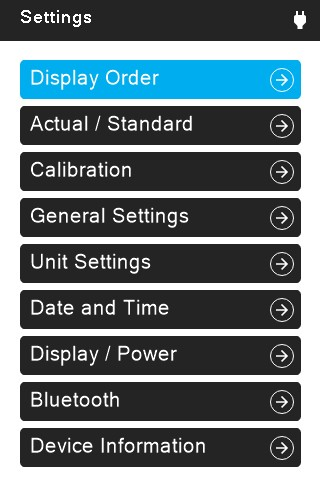 Settings
Display Order
Actual / Standard
Calibration
General Settings
Unit Settings
Date and Time
Display / Power
Bluetooth
Device Information